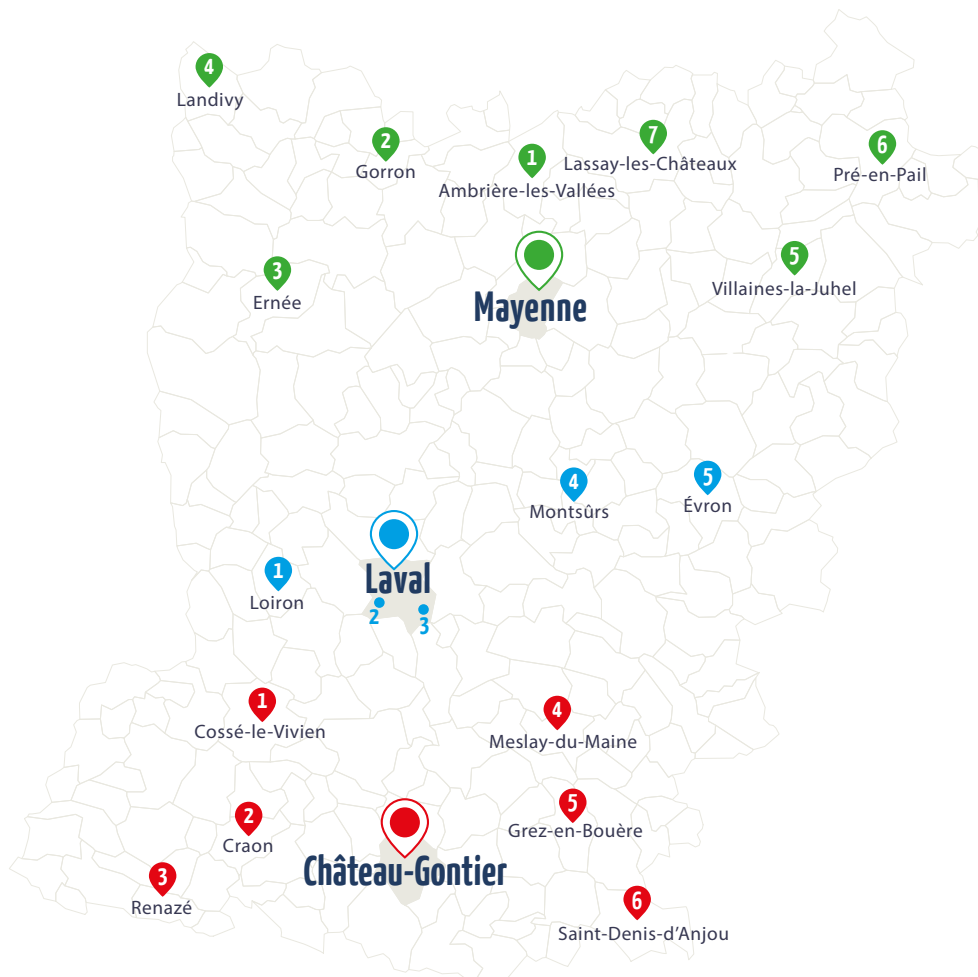 4
Landivy
2
Gorron
1
Ambrière-les-Vallées
7
Lassay-les-Châteaux
6
Pré-en-Pail
3
Ernée
Mayenne
5
Villaines-la-Juhel
4
Montsûrs
5
Évron
1
Loiron
Laval
2
3
1
Cossé-le-Vivien
4
Meslay-du-Maine
2
Craon
Château-Gontier
5
Grez-en-Bouère
3
Renazé
6
Saint-Denis-d’Anjou